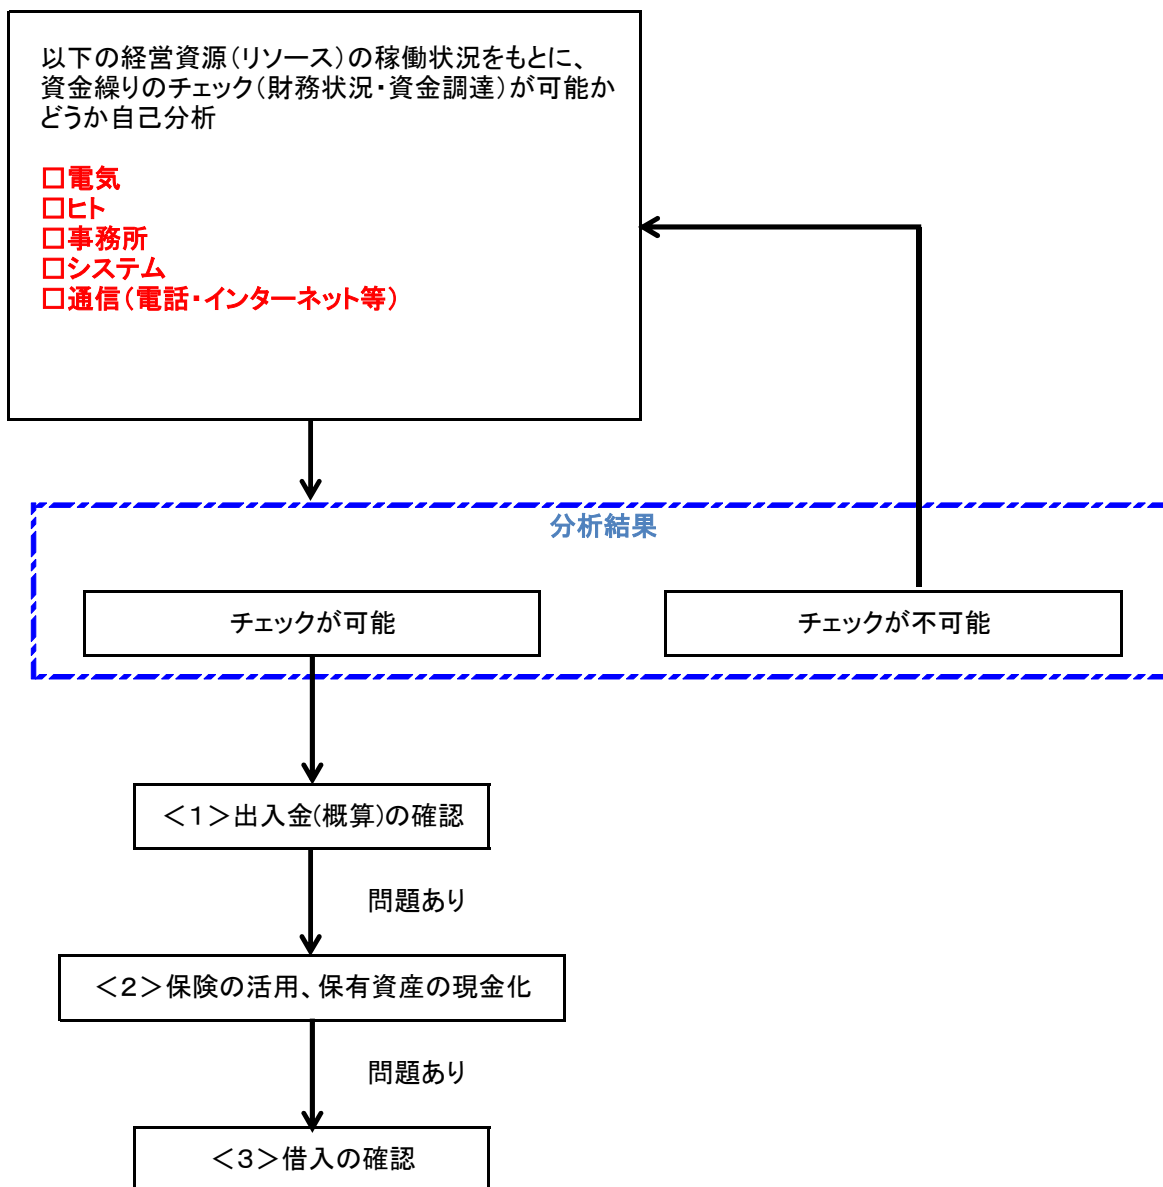 以下の経営資源(リソース)の稼働状況をもとに、
資金繰りのチェック(財務状況・資金調達)が可能か
どうか自己分析
□電気
□ヒト
□事務所
□システム
□通信(電話・インターネット等)
分析結果
チェックが可能
チェックが不可能
＜１＞出入金(概算)の確認
問題あり
＜２＞保険の活用、保有資産の現金化
問題あり
＜３＞借入の確認